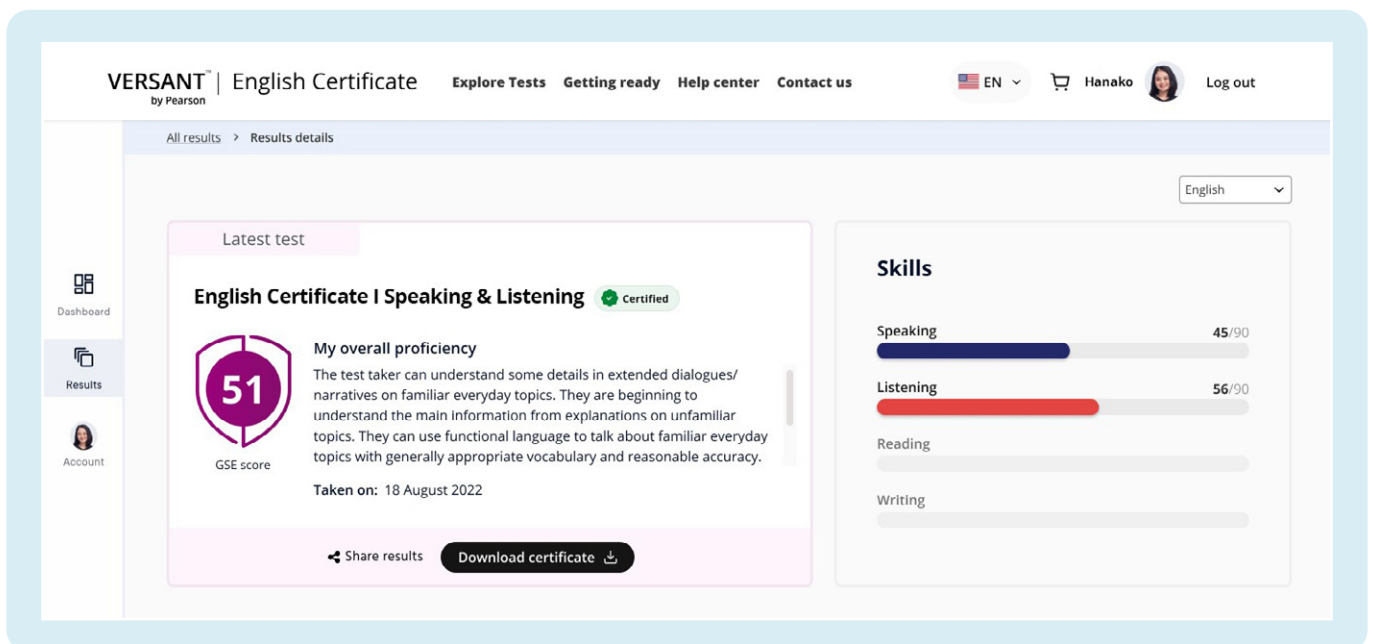 VERSANT™ | English Certificate
by Pearson
Explore Tests Getting ready Help center Contact us
EN
Hanako
Log out
All results > Results details
English
Dashboard
Results
Account
Latest test
English Certificate I Speaking & Listening
Certified
51
GSE score
My overall proficiency
The test taker can understand some details in extended dialogues/
narratives on familiar everyday topics. They are beginning to
understand the main information from explanations on unfamiliar
topics. They can use functional language to talk about familiar everyday
topics with generally appropriate vocabulary and reasonable accuracy.
Taken on: 18 August 2022
Share results
Download certificate
Skills
Speaking 45/90
Listening 56/90
Reading
Writing